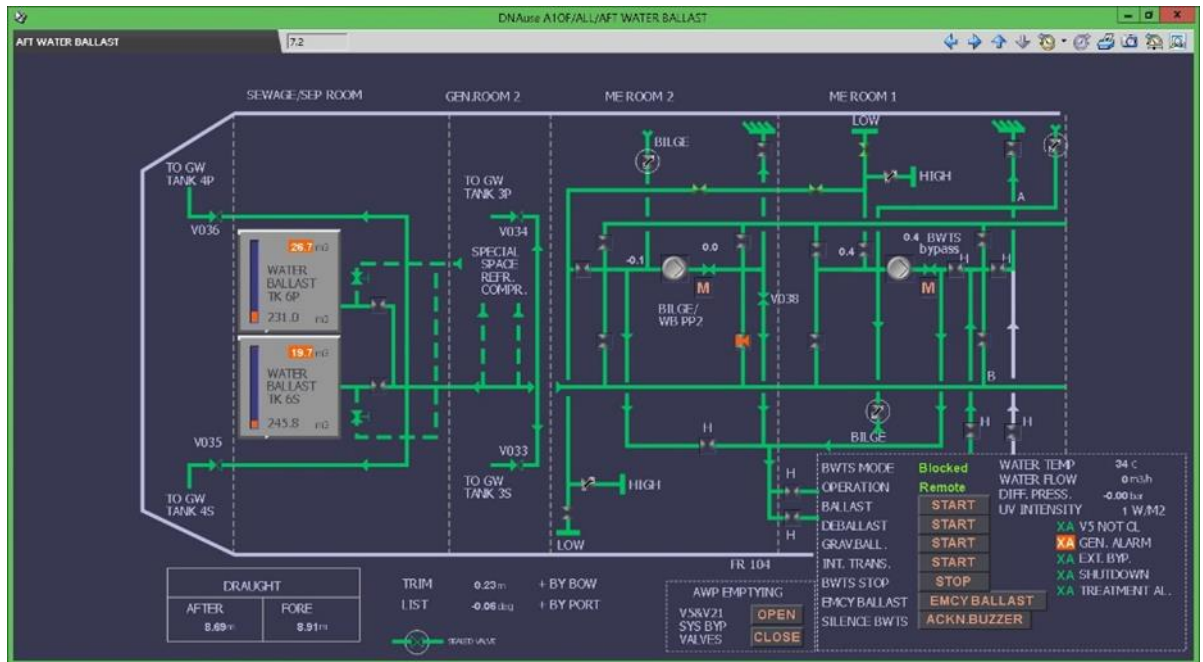 DNAuse A1OF/ALL/AFT WATER BALLAST
AFT WATER BALLAST
7.2
SEWAGE/SEP ROOM
GEN.ROOM 2
ME ROOM 2
ME ROOM 1
LOW
BILGE
HIGH
TO GW
TANK 4P
V036
TO GW
TANK 3P
V034
A
26.7 m3
WATER
BALLAST
TK 6P
231.0 m3
SPECIAL
SPACE
REFR.
COMPR.
-0.1
0.0
M
BILGE/
WB PP2
V038
0.4
0.4 BWTS
bypass
H
H
M
19.7 m3
WATER
BALLAST
TK 6S
245.8 m3
B
V035
V033
TO GW
TANK 4S
TO GW
TANK 3S
H
BILGE
H
H
HIGH
LOW
H
H
FR 104
BWTS MODE Blocked
OPERATION Remote
BALLAST START
DEBALLAST START
GRAV.BALL. START
INT. TRANS. START
BWTS STOP STOP
EMCY BALLAST EMCY BALLAST
SILENCE BWTS ACKN.BUZZER
WATER TEMP 34 C
WATER FLOW 0 m3/h
DIFF. PRESS. -0.00 bar
UV INTENSITY 1 W/M2
XA V5 NOT CL
XA GEN. ALARM
XA EXT. BYP.
XA SHUTDOWN
XA TREATMENT AL.
DRAUGHT
AFTER FORE
8.69m 8.91m
TRIM 0.23 m + BY BOW
LIST -0.06 deg + BY PORT
SEALED VALVE
AWP EMPTYING
V5&V21 OPEN
SYS BYP
VALVES CLOSE